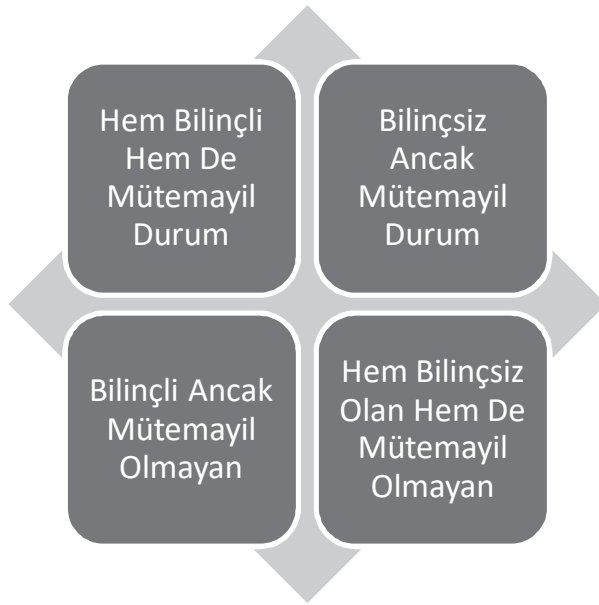 Hem Bilinçli
Hem De
Mütemayil
Durum
Bilinçsiz
Ancak
Mütemayil
Durum
Bilinçli Ancak
Mütemayil
Olmayan
Hem Bilinçsiz
Olan Hem De
Mütemayil
Olmayan